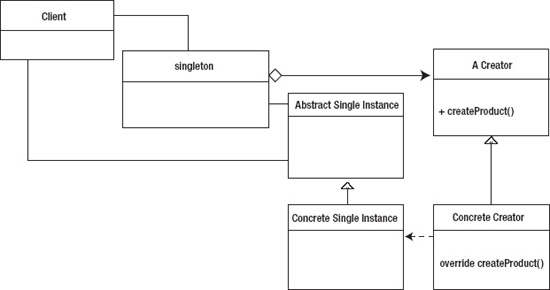 Client
singleton
A Creator
+ createProduct()
Abstract Single Instance
Concrete Single Instance
Concrete Creator
override createProduct()